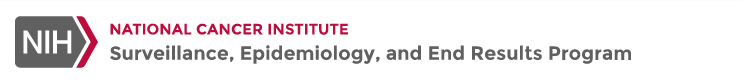 NIH
NATIONAL CANCER INSTITUTE
Surveillance, Epidemiology, and End Results Program